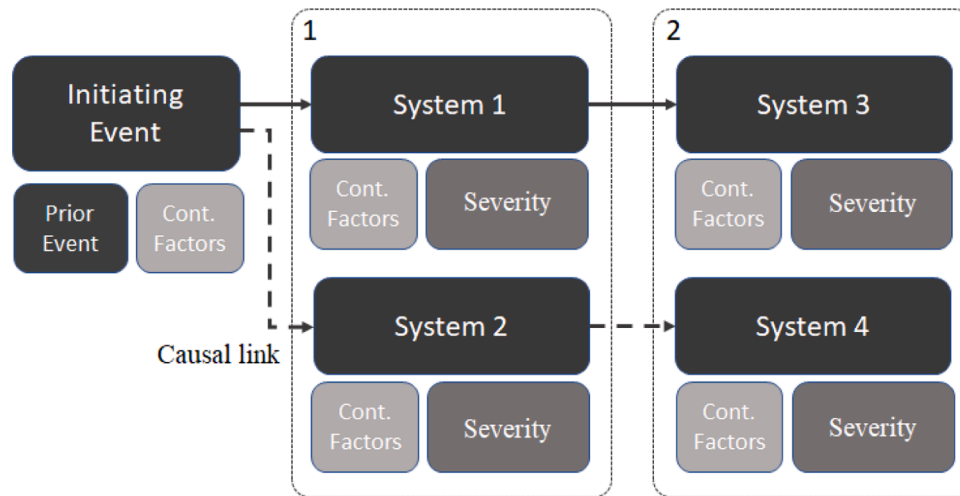 1
2
Initiating
Event
System 1
System 3
Cont.
Factors
Severity
Cont.
Factors
Severity
Prior
Event
Cont.
Factors
System 2
System 4
Causal link
Cont.
Factors
Severity
Cont.
Factors
Severity